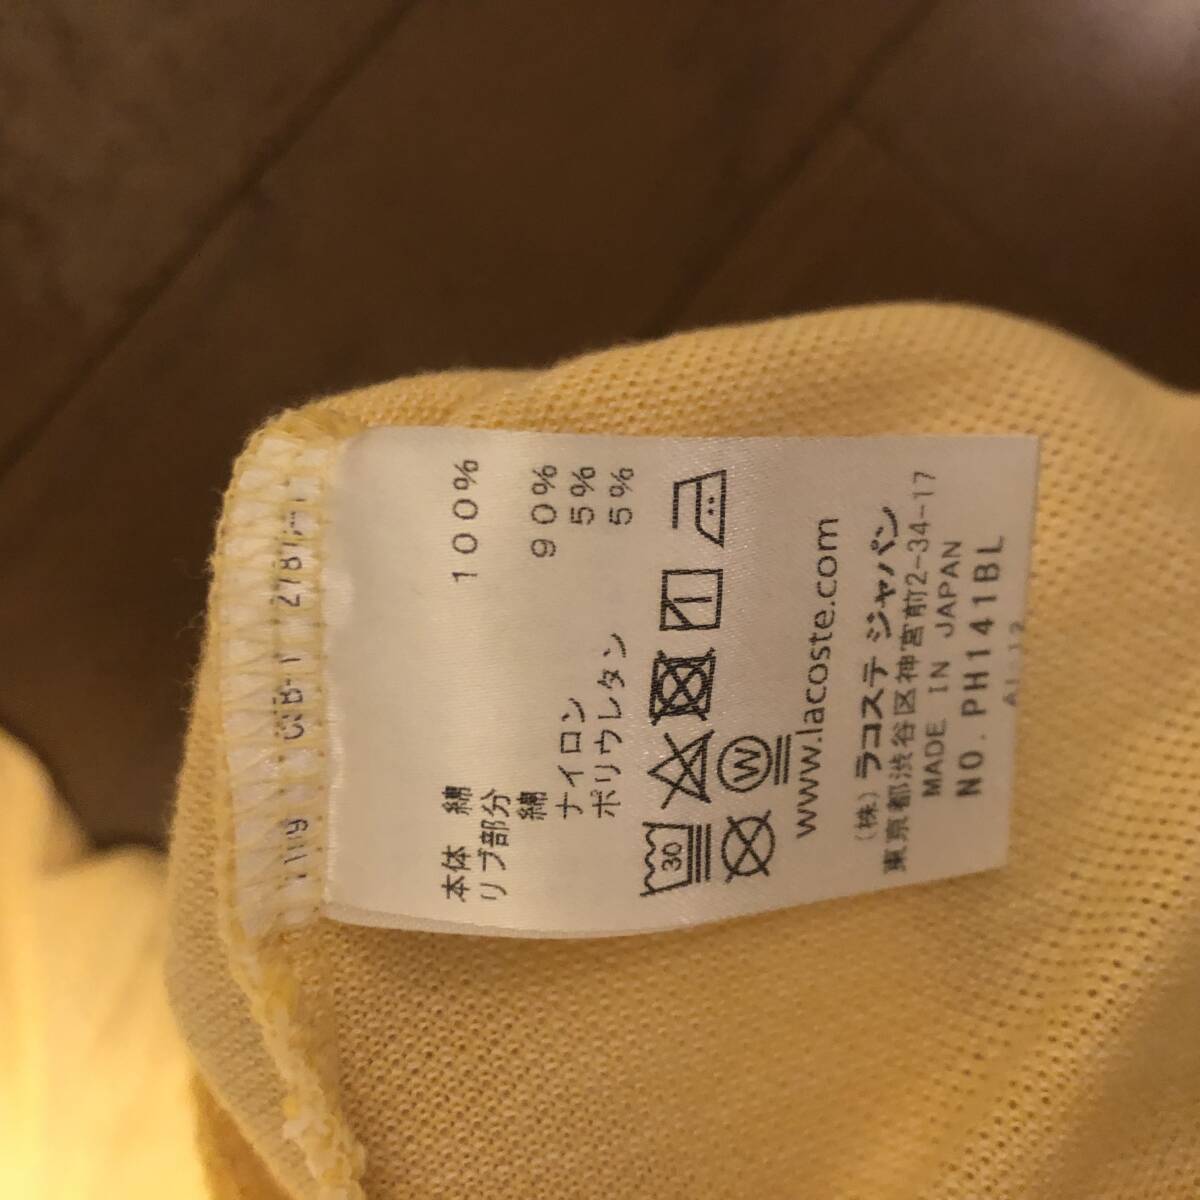 本体 綿 100%
リブ部分
綿 90%
ナイロン 5%
ポリウレタン 5%
30
W
www.lacoste.com
(株) ラコステ ジャパン
東京都渋谷区神宮前2-34-17
MADE IN JAPAN
NO. PH141BL